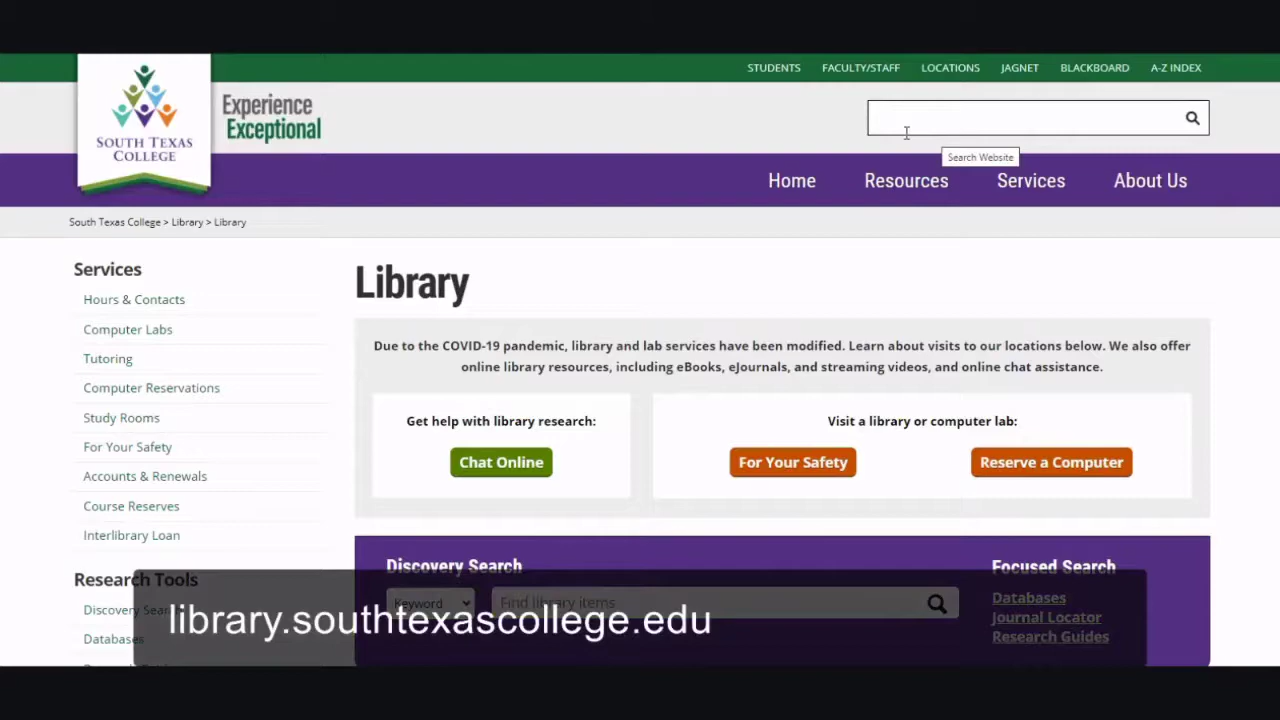 STUDENTS FACULTY/STAFF LOCATIONS JAGNET BLACKBOARD A-Z INDEX
SOUTH TEXAS
COLLEGE
Experience
Exceptional
Search Website
Home Resources Services About Us
South Texas College > Library > Library
Services
Hours & Contacts
Computer Labs
Tutoring
Computer Reservations
Study Rooms
For Your Safety
Accounts & Renewals
Course Reserves
Interlibrary Loan
Research Tools
Discovery Sear
Databases
Library
Due to the COVID-19 pandemic, library and lab services have been modified. Learn about visits to our locations below. We also offer
online library resources, including eBooks, eJournals, and streaming videos, and online chat assistance.
Get help with library research:
Chat Online
Visit a library or computer lab:
For Your Safety Reserve a Computer
Discovery Search
Keyword Find library items
Focused Search
Databases
Journal Locator
Research Guides
library.southtexascollege.edu